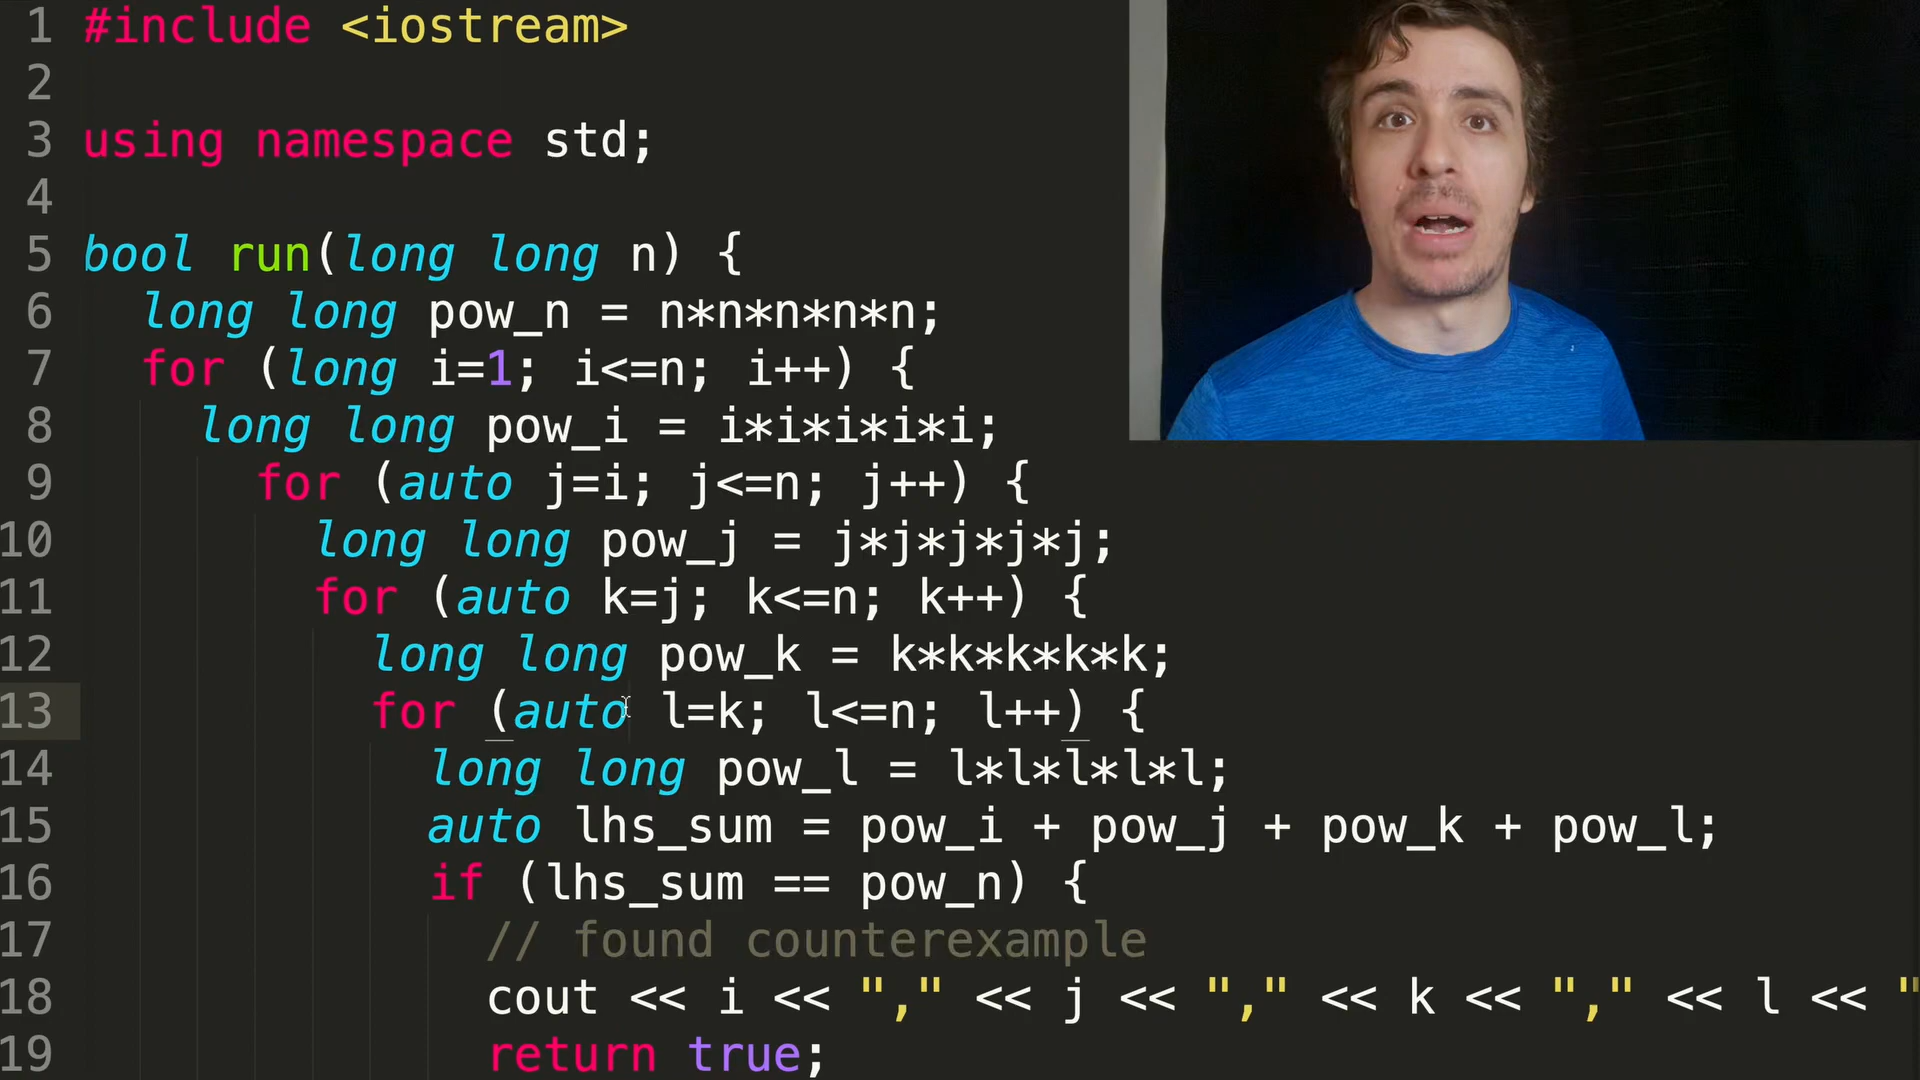 1 #include <iostream>
2
3 using namespace std;
4
5 bool run(long long n) {
6 long long pow_n = n*n*n*n*n;
7 for (long i=1; i<=n; i++) {
8 long long pow_i = i*i*i*i*i;
9 for (auto j=i; j<=n; j++) {
10 long long pow_j = j*j*j*j*j;
11 for (auto k=j; k<=n; k++) {
12 long long pow_k = k*k*k*k*k;
13 for (auto l=k; l<=n; l++) {
14 long long pow_l = l*l*l*l*l;
15 auto lhs_sum = pow_i + pow_j + pow_k + pow_l;
16 if (lhs_sum == pow_n) {
17 // found counterexample
18 cout << i << "," << j << "," << k << "," << l << "
19 return true;